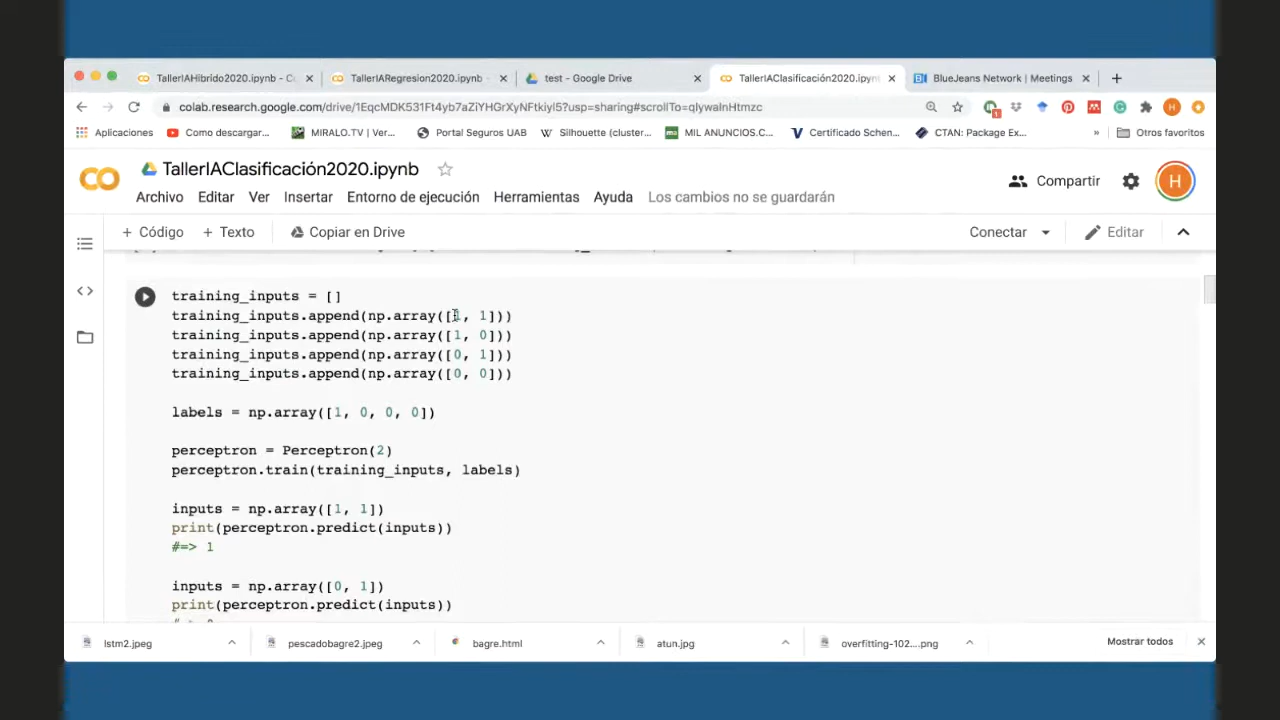 TallerIAHibrido2020.ipynb - Co
TallerIARegresion2020.ipynb -
test - Google Drive
TallerIAClasificación2020.ipynb
BlueJeans Network | Meetings
colab.research.google.com/drive/1EqcMDK531Ft4yb7aZiYHGrXyNFtkiyl5?usp=sharing#scrollTo=qIywaInHtmzc
Aplicaciones
Como descargar...
MIRALO.TV | Ver...
Portal Seguros UAB
Silhouette (cluster...
MIL ANUNCIOS.C...
Certificado Schen...
CTAN: Package Ex...
»
Otros favoritos
TallerIAClasificación2020.ipynb
Archivo Editar Ver Insertar Entorno de ejecución Herramientas Ayuda Los cambios no se guardarán
Compartir
H
+ Código + Texto Copiar en Drive
Conectar
Editar
training_inputs = []
training_inputs.append(np.array([1, 1]))
training_inputs.append(np.array([1, 0]))
training_inputs.append(np.array([0, 1]))
training_inputs.append(np.array([0, 0]))
labels = np.array([1, 0, 0, 0])
perceptron = Perceptron(2)
perceptron.train(training_inputs, labels)
inputs = np.array([1, 1])
print(perceptron.predict(inputs))
#=> 1
inputs = np.array([0, 1])
print(perceptron.predict(inputs))
lstm2.jpeg
pescadobagre2.jpeg
bagre.html
atun.jpg
overfitting-102....png
Mostrar todos